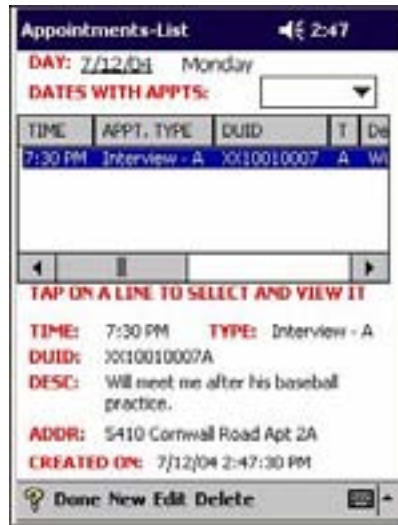 Appointments-List 2:47
DAY: 7/12/04 Monday
DATES WITH APPTS:
TIME APPT. TYPE DUID T De
7:30 PM Interview - A XX10010007 A Wi
TAP ON A LINE TO SELECT AND VIEW IT
TIME: 7:30 PM TYPE: Interview - A
DUID: XX10010007A
DESC: Will meet me after his baseball
practice.
ADDR: 5410 Cornwall Road Apt 2A
CREATED ON: 7/12/04 2:47:30 PM
Done New Edit Delete